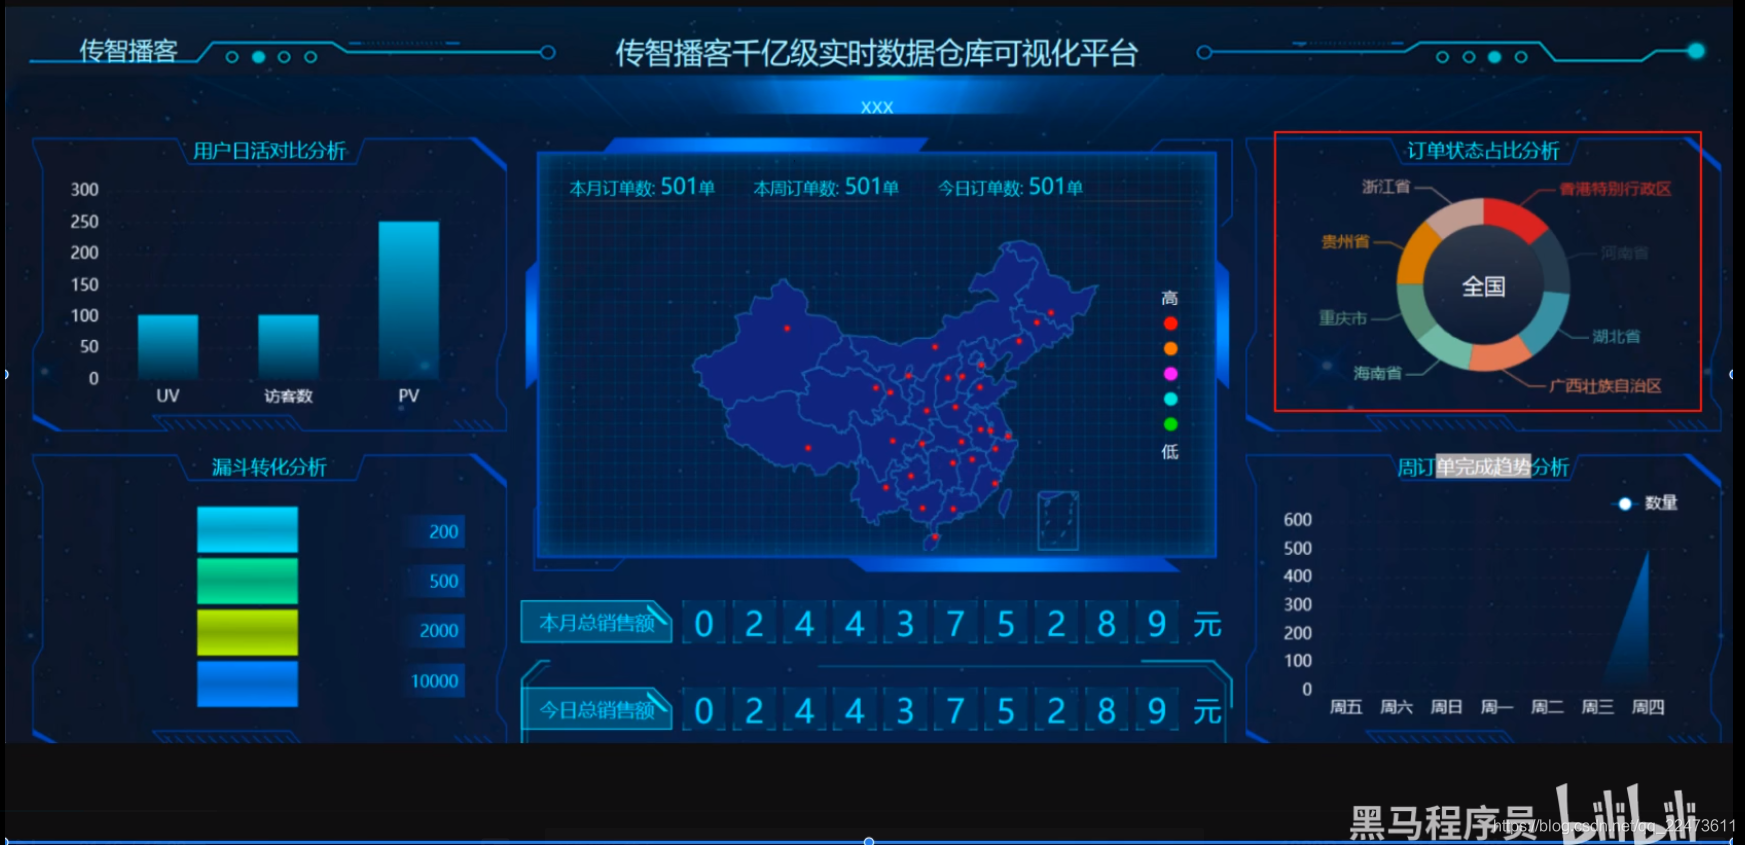 传智播客
传智播客千亿级实时数据仓库可视化平台
XXX
用户日活对比分析
300
250
200
150
100
50
0
UV 访客数 PV
漏斗转化分析
200
500
2000
10000
本月订单数: 501单 本周订单数: 501单 今日订单数: 501单
高
低
本月总销售额 0 2 4 4 3 7 5 2 8 9 元
今日总销售额 0 2 4 4 3 7 5 2 8 9 元
订单状态占比分析
浙江省 香港特别行政区
贵州省 河南省
全国
重庆市 湖北省
海南省 广西壮族自治区
周订单完成趋势分析
数量
600
500
400
300
200
100
0
周五 周六 周日 周一 周二 周三 周四
黑马程序员 bilibili
https://blog.csdn.net/qq_22473611